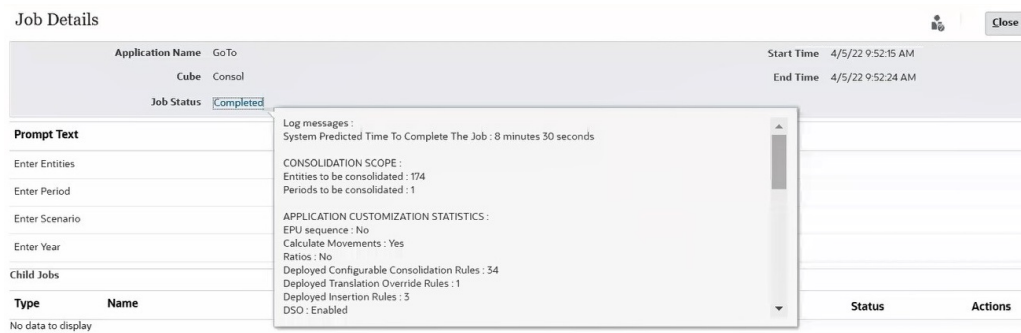 Job Details
Close
Application Name GoTo
Start Time 4/5/22 9:52:15 AM
Cube Consol
End Time 4/5/22 9:52:24 AM
Job Status Completed
Log messages :
System Predicted Time To Complete The Job : 8 minutes 30 seconds
CONSOLIDATION SCOPE :
Entities to be consolidated : 174
Periods to be consolidated : 1
APPLICATION CUSTOMIZATION STATISTICS :
EPU sequence : No
Calculate Movements : Yes
Ratios : No
Deployed Configurable Consolidation Rules : 34
Deployed Translation Override Rules : 1
Deployed Insertion Rules : 3
DSO : Enabled
Prompt Text
Enter Entities
Enter Period
Enter Scenario
Enter Year
Child Jobs
Type Name Status Actions
No data to display